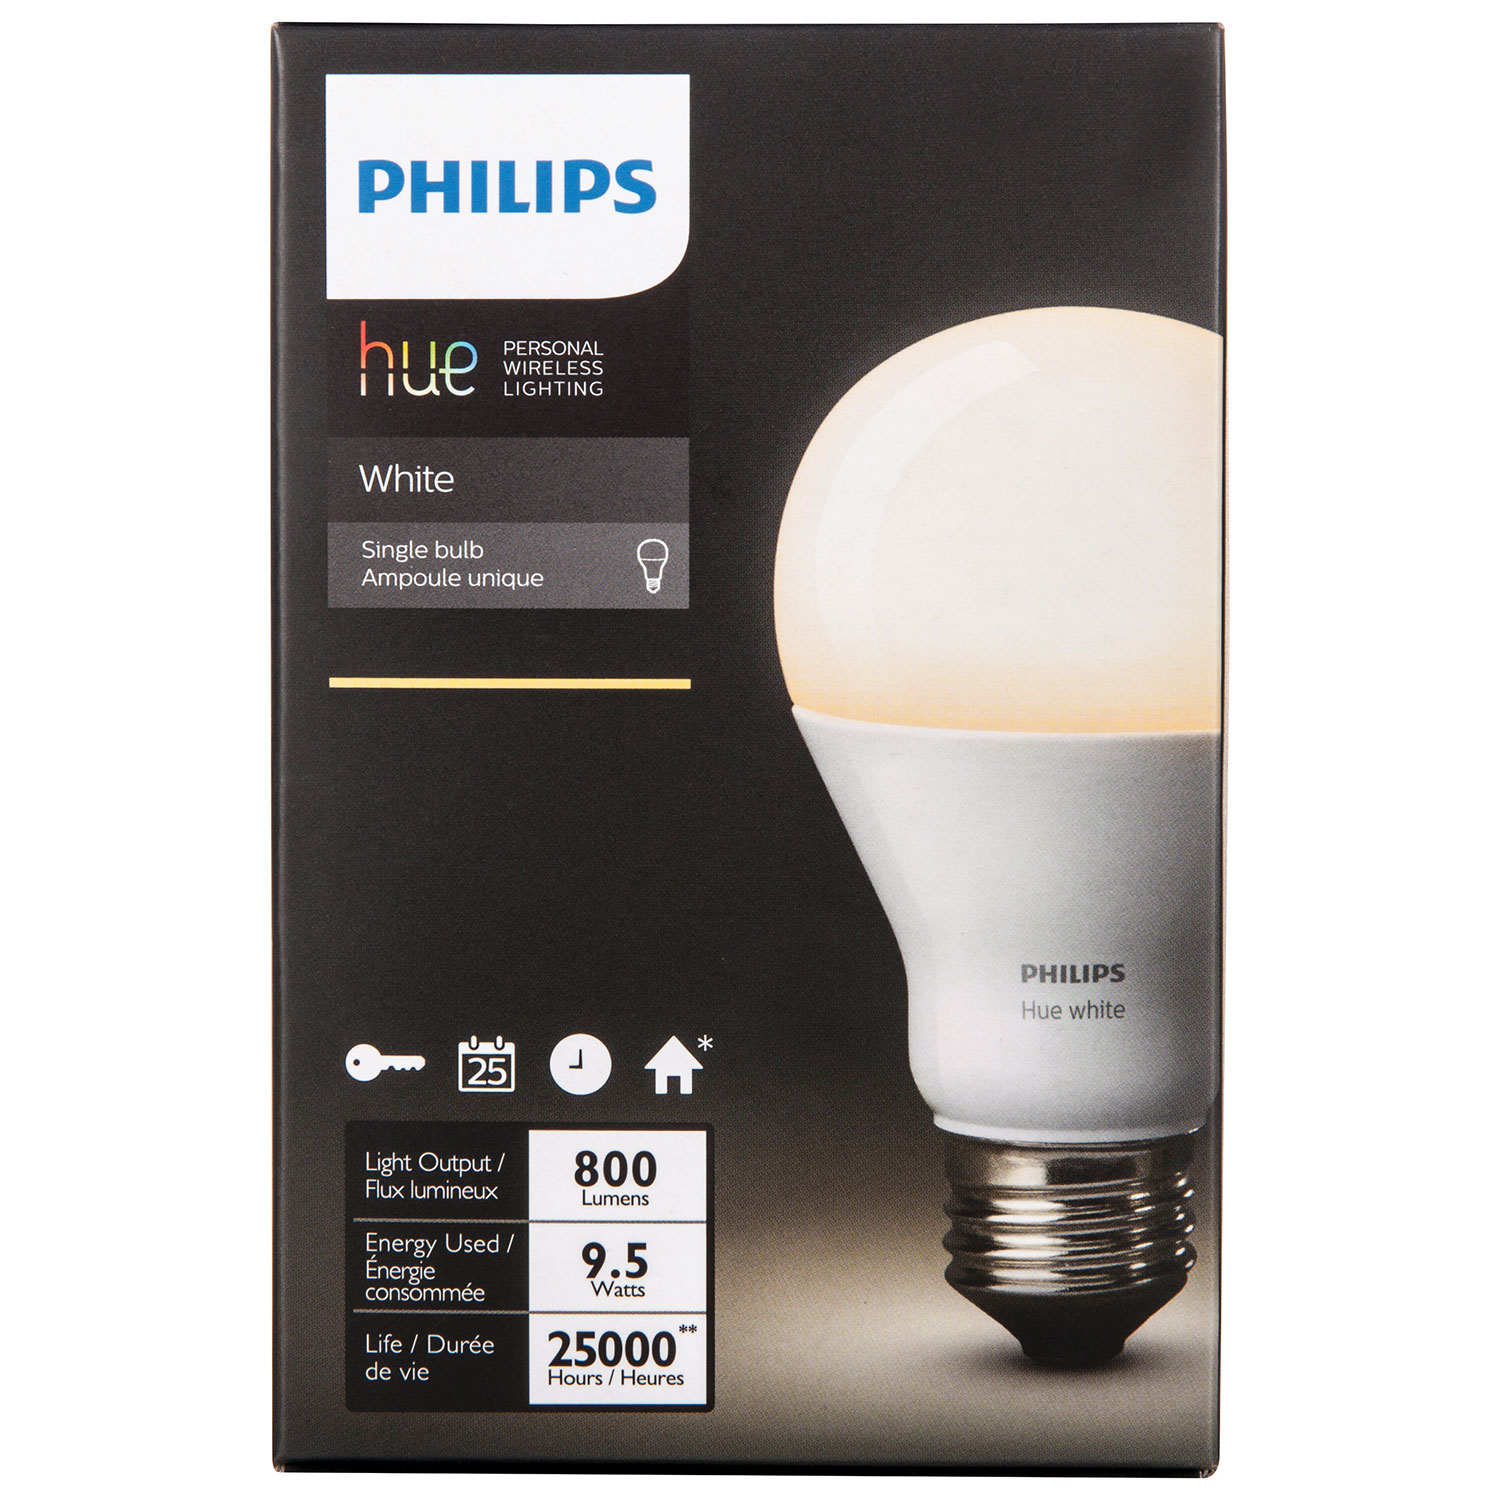 PHILIPS
hue
PERSONAL
WIRELESS
LIGHTING
White
Single bulb
Ampoule unique
PHILIPS
Hue white
25
*
Light Output /
Flux lumineux
800
Lumens
Energy Used /
Énergie
consommée
9.5
Watts
Life / Durée
de vie
25000**
Hours / Heures